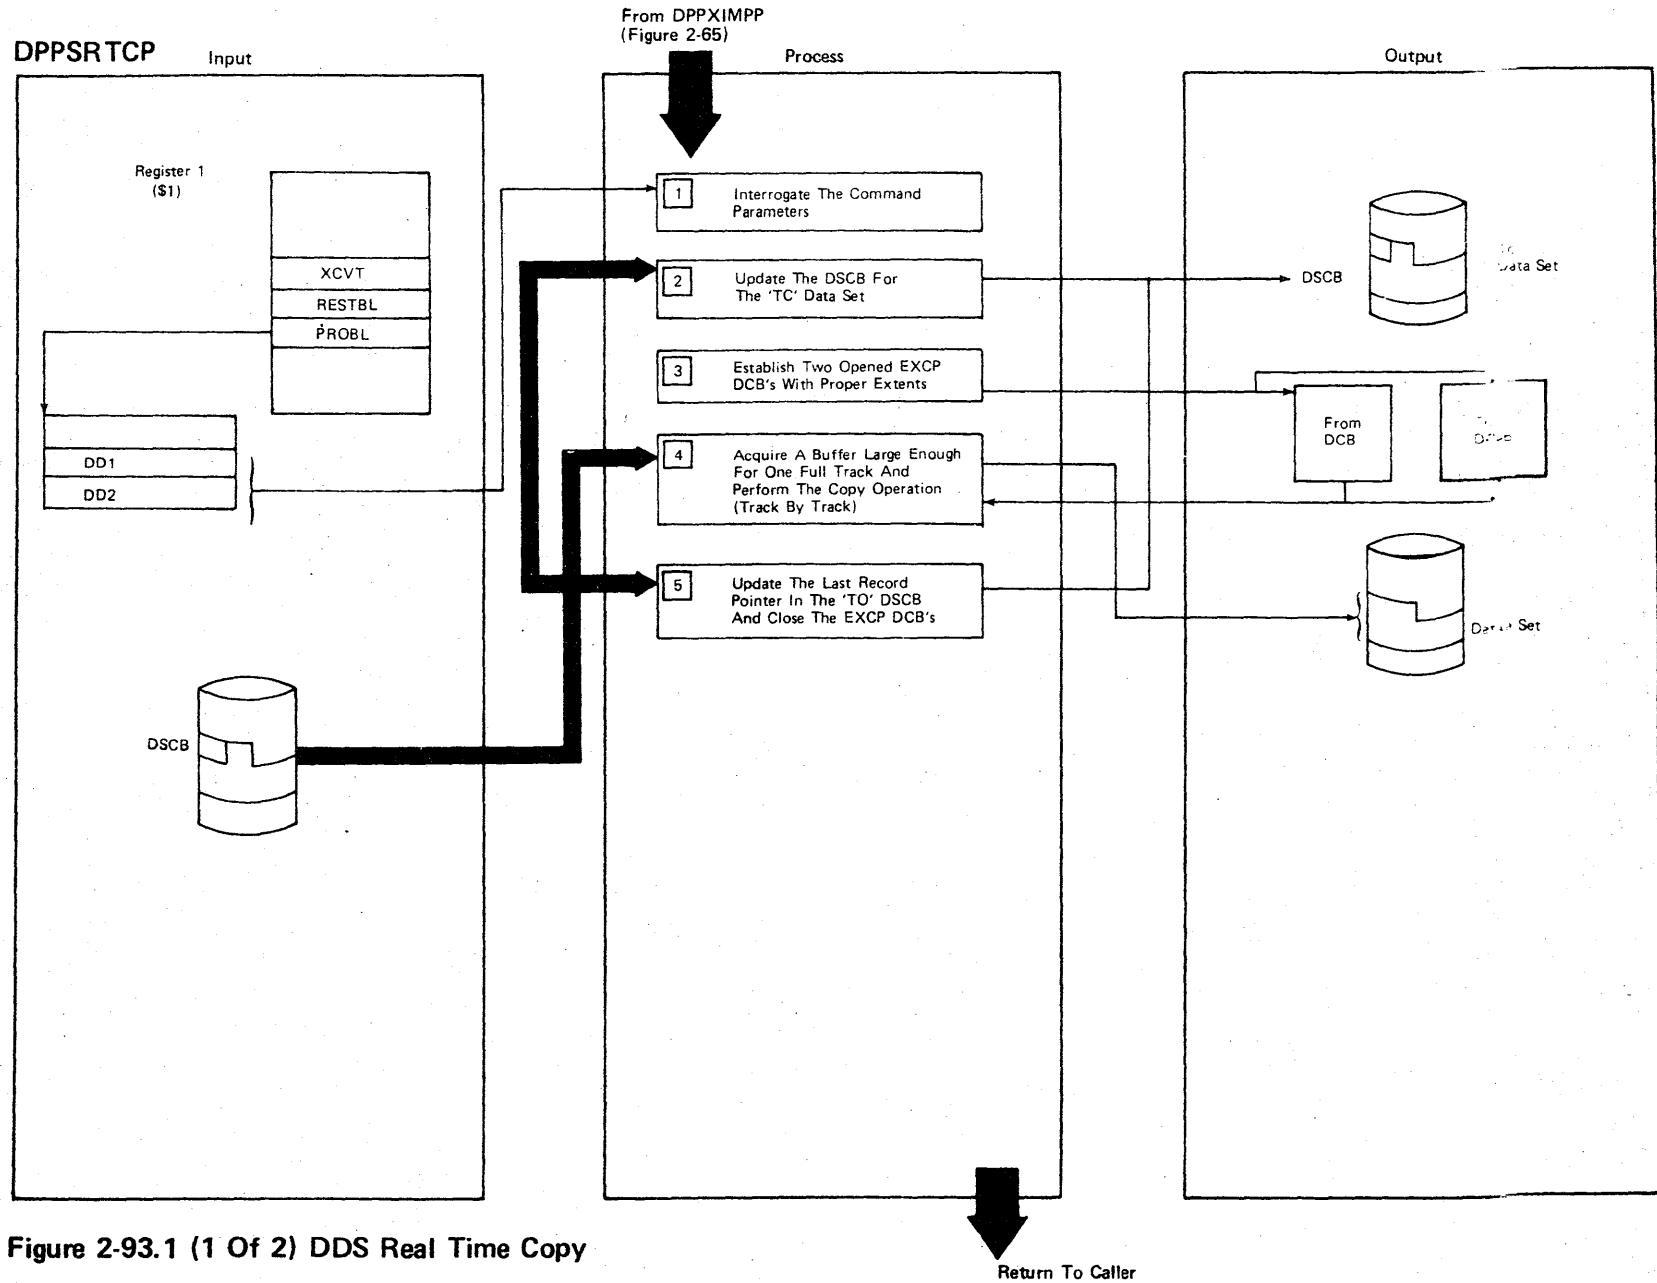 From DPPXIMPP
(Figure 2-65)
DPPSRTCP
Input
Process
Output
Register 1
($1)
XCVT
RESTBL
PROBL
DD1
DD2
DSCB
1
Interrogate The Command
Parameters
2
Update The DSCB For
The 'TC' Data Set
3
Establish Two Opened EXCP
DCB's With Proper Extents
4
Acquire A Buffer Large Enough
For One Full Track And
Perform The Copy Operation
(Track By Track)
5
Update The Last Record
Pointer In The 'TO' DSCB
And Close The EXCP DCB's
DSCB
Data Set
From
DCB
Set
Figure 2-93.1 (1 Of 2) DDS Real Time Copy
Return To Caller